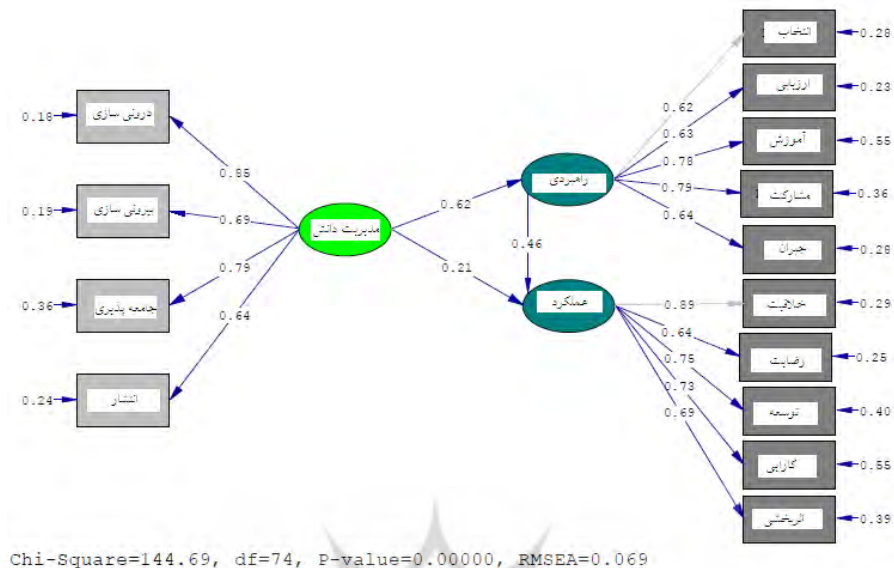 0.18
درونی سازی
0.19
بیرونی سازی
0.36
جامعه پذیری
0.24
انتشار
0.85
0.69
0.79
0.64
مدیریت دانش
0.62
0.21
راهبردی
0.46
عملکرد
0.62
0.63
0.78
0.79
0.64
0.89
0.64
0.75
0.73
0.69
انتخاب
0.28
ارزیابی
0.23
آموزش
0.55
مشارکت
0.36
جبران
0.28
خلاقیت
0.29
رضایت
0.25
توسعه
0.40
کارایی
0.55
اثربخشی
0.39
Chi-Square=144.69, df=74, P-value=0.00000, RMSEA=0.069